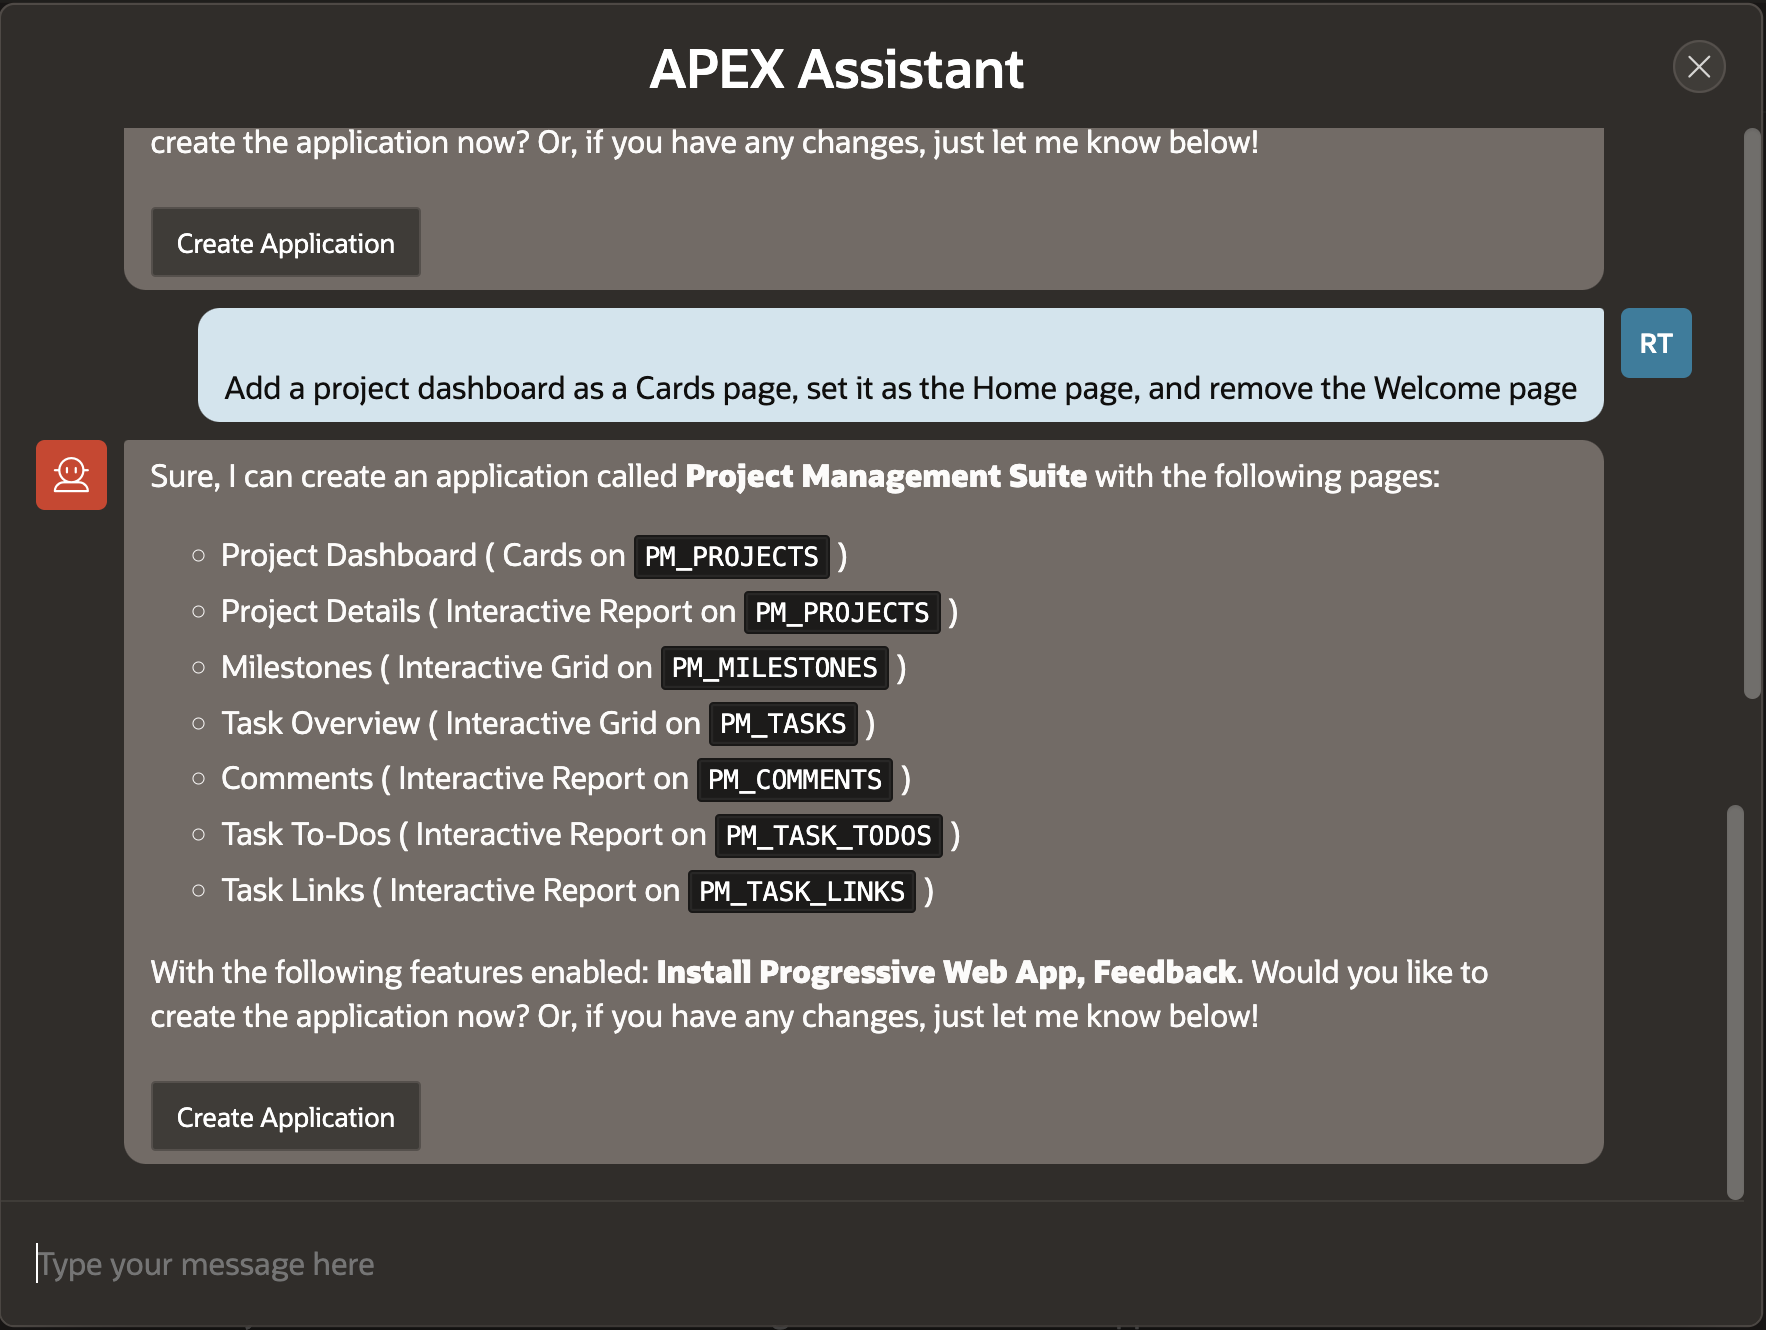 APEX Assistant
create the application now? Or, if you have any changes, just let me know below!
Create Application
RT
Add a project dashboard as a Cards page, set it as the Home page, and remove the Welcome page
Sure, I can create an application called Project Management Suite with the following pages:
Project Dashboard ( Cards on PM_PROJECTS )
Project Details ( Interactive Report on PM_PROJECTS )
Milestones ( Interactive Grid on PM_MILESTONES )
Task Overview ( Interactive Grid on PM_TASKS )
Comments ( Interactive Report on PM_COMMENTS )
Task To-Dos ( Interactive Report on PM_TASK_TODOS )
Task Links ( Interactive Report on PM_TASK_LINKS )
With the following features enabled: Install Progressive Web App, Feedback. Would you like to
create the application now? Or, if you have any changes, just let me know below!
Create Application
Type your message here